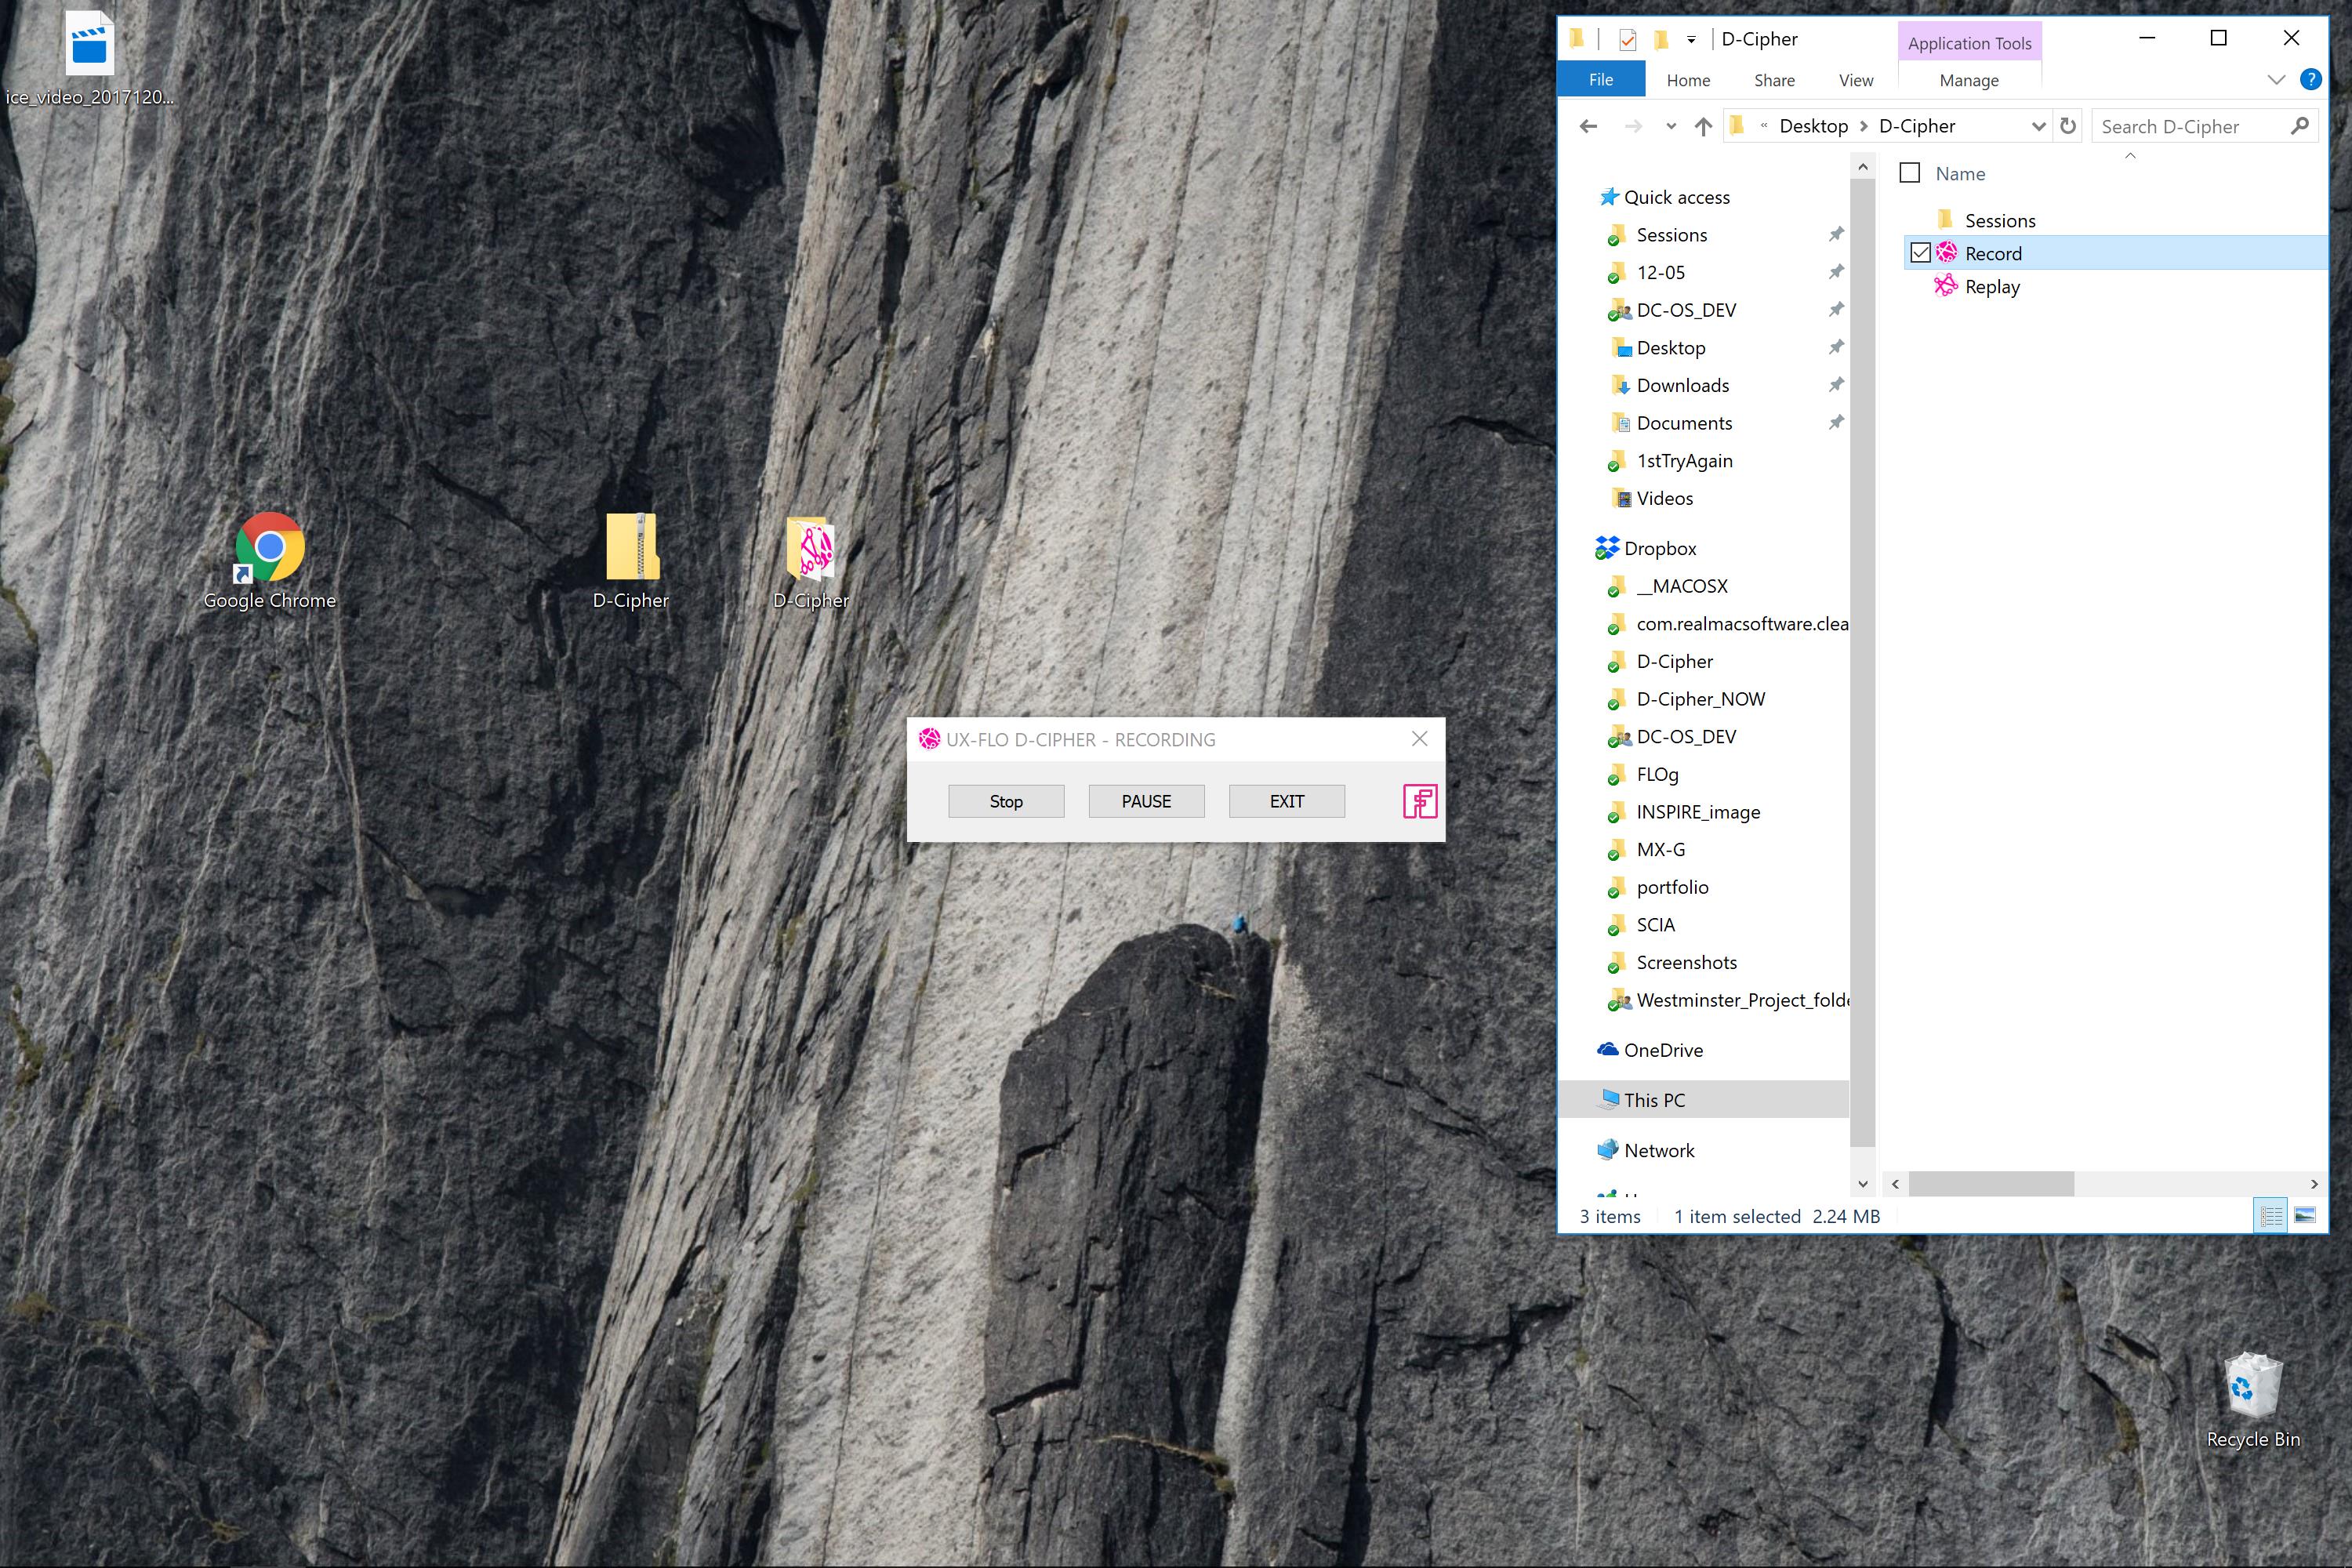 ice_video_2017120...
Google Chrome
D-Cipher
D-Cipher
UX-FLO D-CIPHER - RECORDING
Stop
PAUSE
EXIT
D-Cipher
Application Tools
File
Home
Share
View
Manage
« Desktop > D-Cipher
Search D-Cipher
Quick access
Sessions
12-05
DC-OS_DEV
Desktop
Downloads
Documents
1stTryAgain
Videos
Dropbox
__MACOSX
com.realmacsoftware.clea
D-Cipher
D-Cipher_NOW
DC-OS_DEV
FLOg
INSPIRE_image
MX-G
portfolio
SCIA
Screenshots
Westminster_Project_folde
OneDrive
This PC
Network
Name
Sessions
Record
Replay
3 items
1 item selected 2.24 MB
Recycle Bin